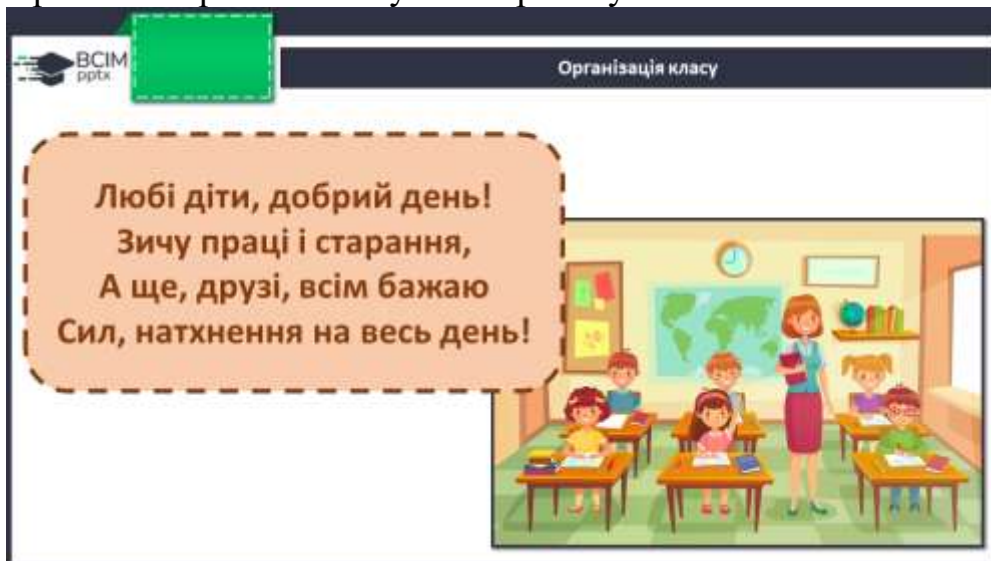 ВСІМ
pptx
Організація класу
Любі діти, добрий день!
Зичу праці і старання,
А ще, друзі, всім бажаю
Сил, натхнення на весь день!